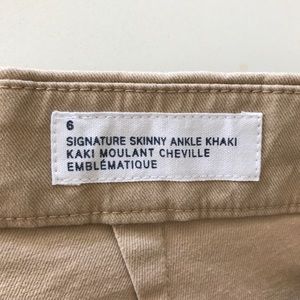 6
SIGNATURE SKINNY ANKLE KHAKI
KAKI MOULANT CHEVILLE
EMBLÉMATIQUE